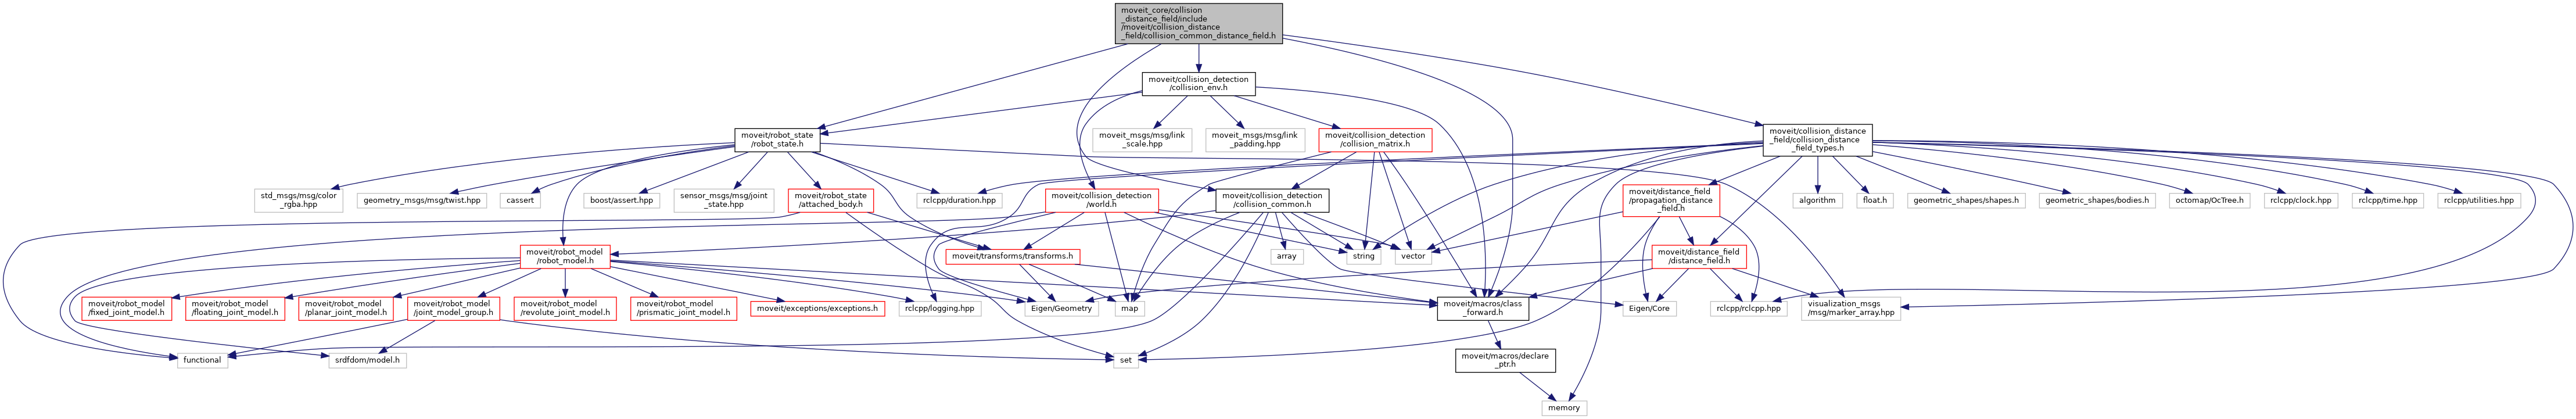 moveit_core/collision
_distance_field/include
/moveit/collision_distance
_field/collision_common_distance_field.h
moveit/collision_detection
/collision_env.h
moveit/robot_state
/robot_state.h
moveit_msgs/msg/link
_scale.hpp
moveit_msgs/msg/link
_padding.hpp
moveit/collision_detection
/collision_matrix.h
moveit/collision_distance
_field/collision_distance
_field_types.h
std_msgs/msg/color
_rgba.hpp
geometry_msgs/msg/twist.hpp
cassert
boost/assert.hpp
sensor_msgs/msg/joint
_state.hpp
moveit/robot_state
/attached_body.h
rclcpp/duration.hpp
moveit/collision_detection
/world.h
moveit/collision_detection
/collision_common.h
moveit/distance_field
/propagation_distance
_field.h
algorithm
float.h
geometric_shapes/shapes.h
geometric_shapes/bodies.h
octomap/OcTree.h
rclcpp/clock.hpp
rclcpp/time.hpp
rclcpp/utilities.hpp
moveit/robot_model
/robot_model.h
moveit/transforms/transforms.h
array
string
vector
moveit/distance_field
/distance_field.h
moveit/robot_model
/fixed_joint_model.h
moveit/robot_model
/floating_joint_model.h
moveit/robot_model
/planar_joint_model.h
moveit/robot_model
/joint_model_group.h
moveit/robot_model
/revolute_joint_model.h
moveit/robot_model
/prismatic_joint_model.h
moveit/exceptions/exceptions.h
rclcpp/logging.hpp
Eigen/Geometry
map
moveit/macros/class
_forward.h
Eigen/Core
rclcpp/rclcpp.hpp
visualization_msgs
/msg/marker_array.hpp
functional
srdfdom/model.h
set
moveit/macros/declare
_ptr.h
memory